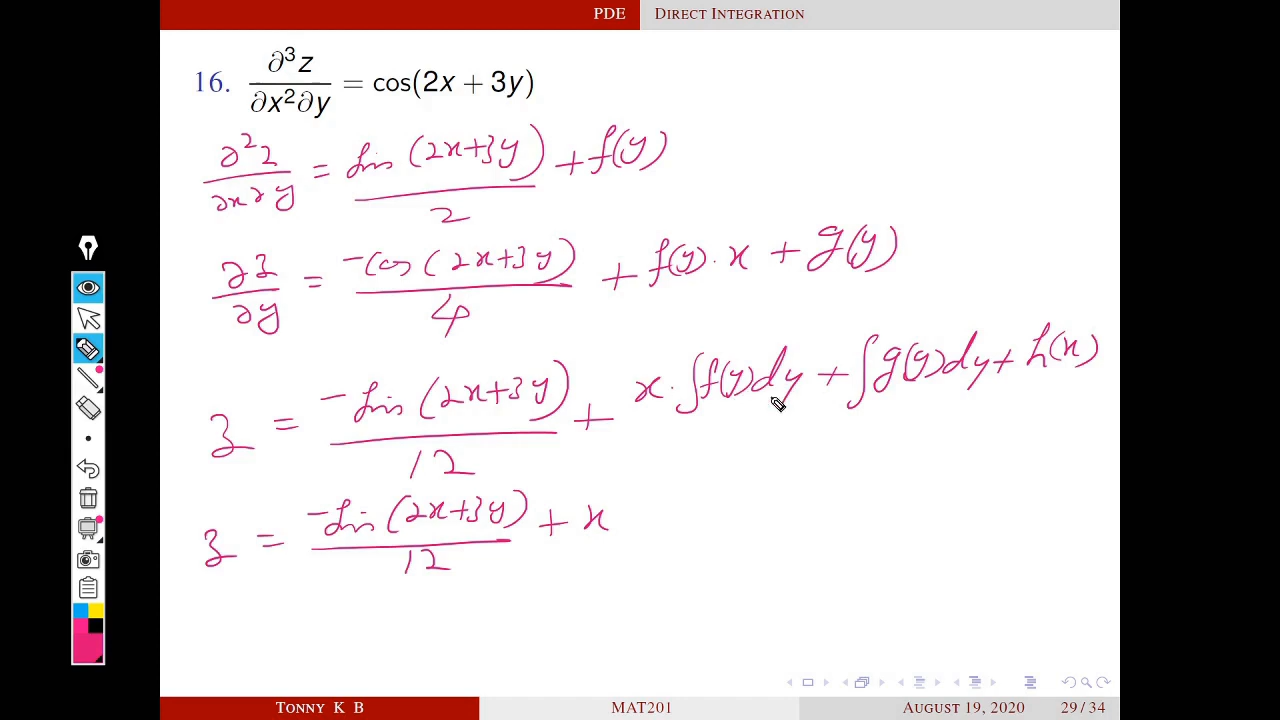 PDE DIRECT INTEGRATION
16. ∂³z/∂x²∂y = cos(2x + 3y)
∂²z/∂x∂y = sin(2x+3y)/2 + f(y)
∂z/∂y = -cos(2x+3y)/4 + f(y)·x + g(y)
z = -sin(2x+3y)/12 + x·∫f(y)dy + ∫g(y)dy + h(x)
z = -sin(2x+3y)/12 + x
TONNY K B MAT201 AUGUST 19, 2020 29 / 34